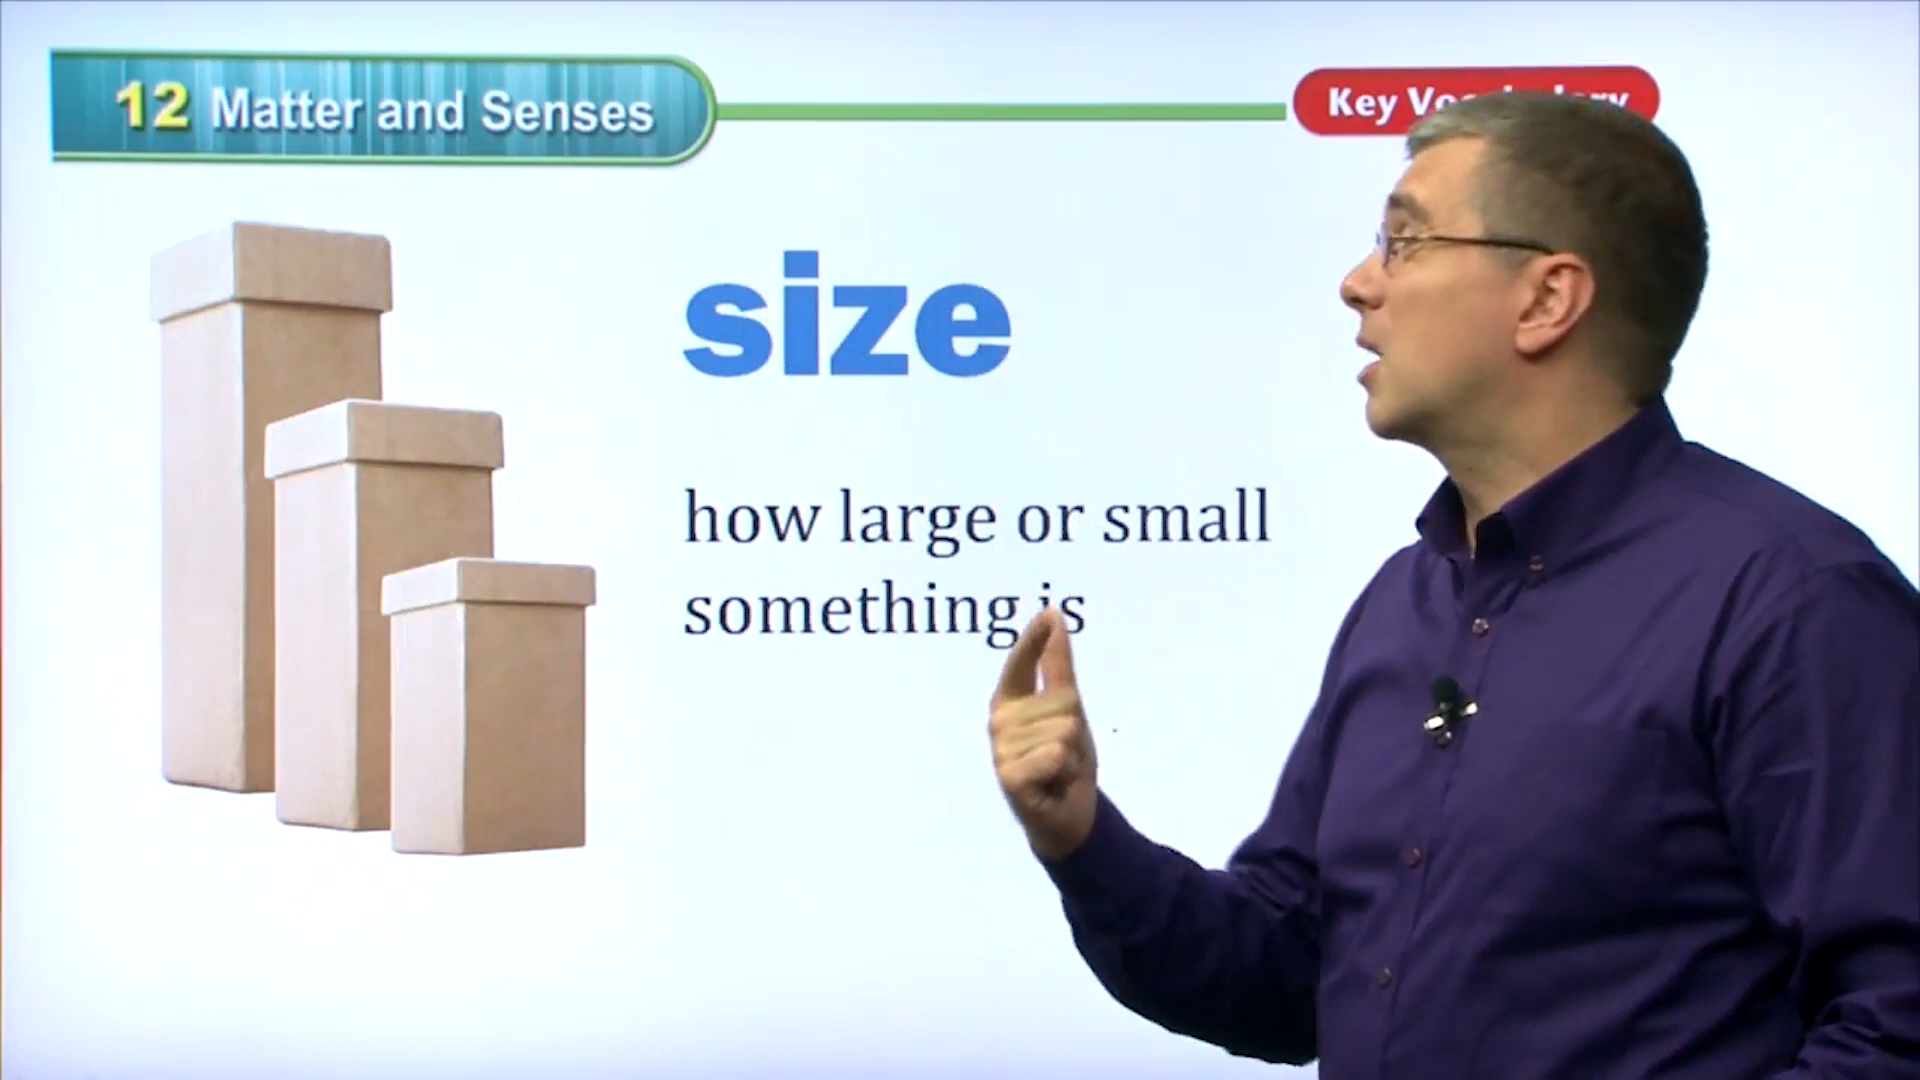 12 Matter and Senses
Key
size
how large or small
something is